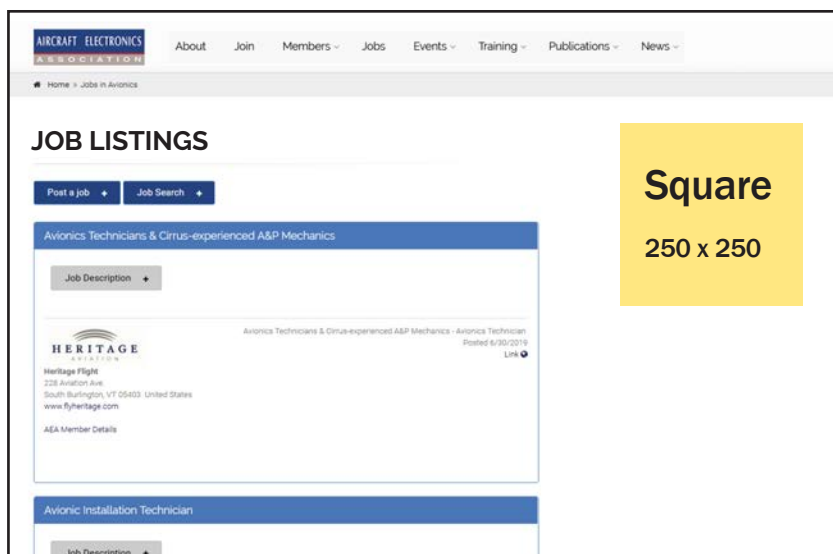 AIRCRAFT ELECTRONICS
ASSOCIATION
About Join Members Jobs Events Training Publications News
Home » Jobs in Avionics
JOB LISTINGS
Post a job +
Job Search +
Square
250 x 250
Avionics Technicians & Cirrus-experienced A&P Mechanics
Job Description +
Avionics Technicians & Cirrus-experienced A&P Mechanics - Avionics Technician
Posted 6/30/2019
Link
HERITAGE
AVIATION
Heritage Flight
228 Aviation Ave.
South Burlington, VT 05403 United States
www.flyheritage.com
AEA Member Details
Avionic Installation Technician
Job Description +